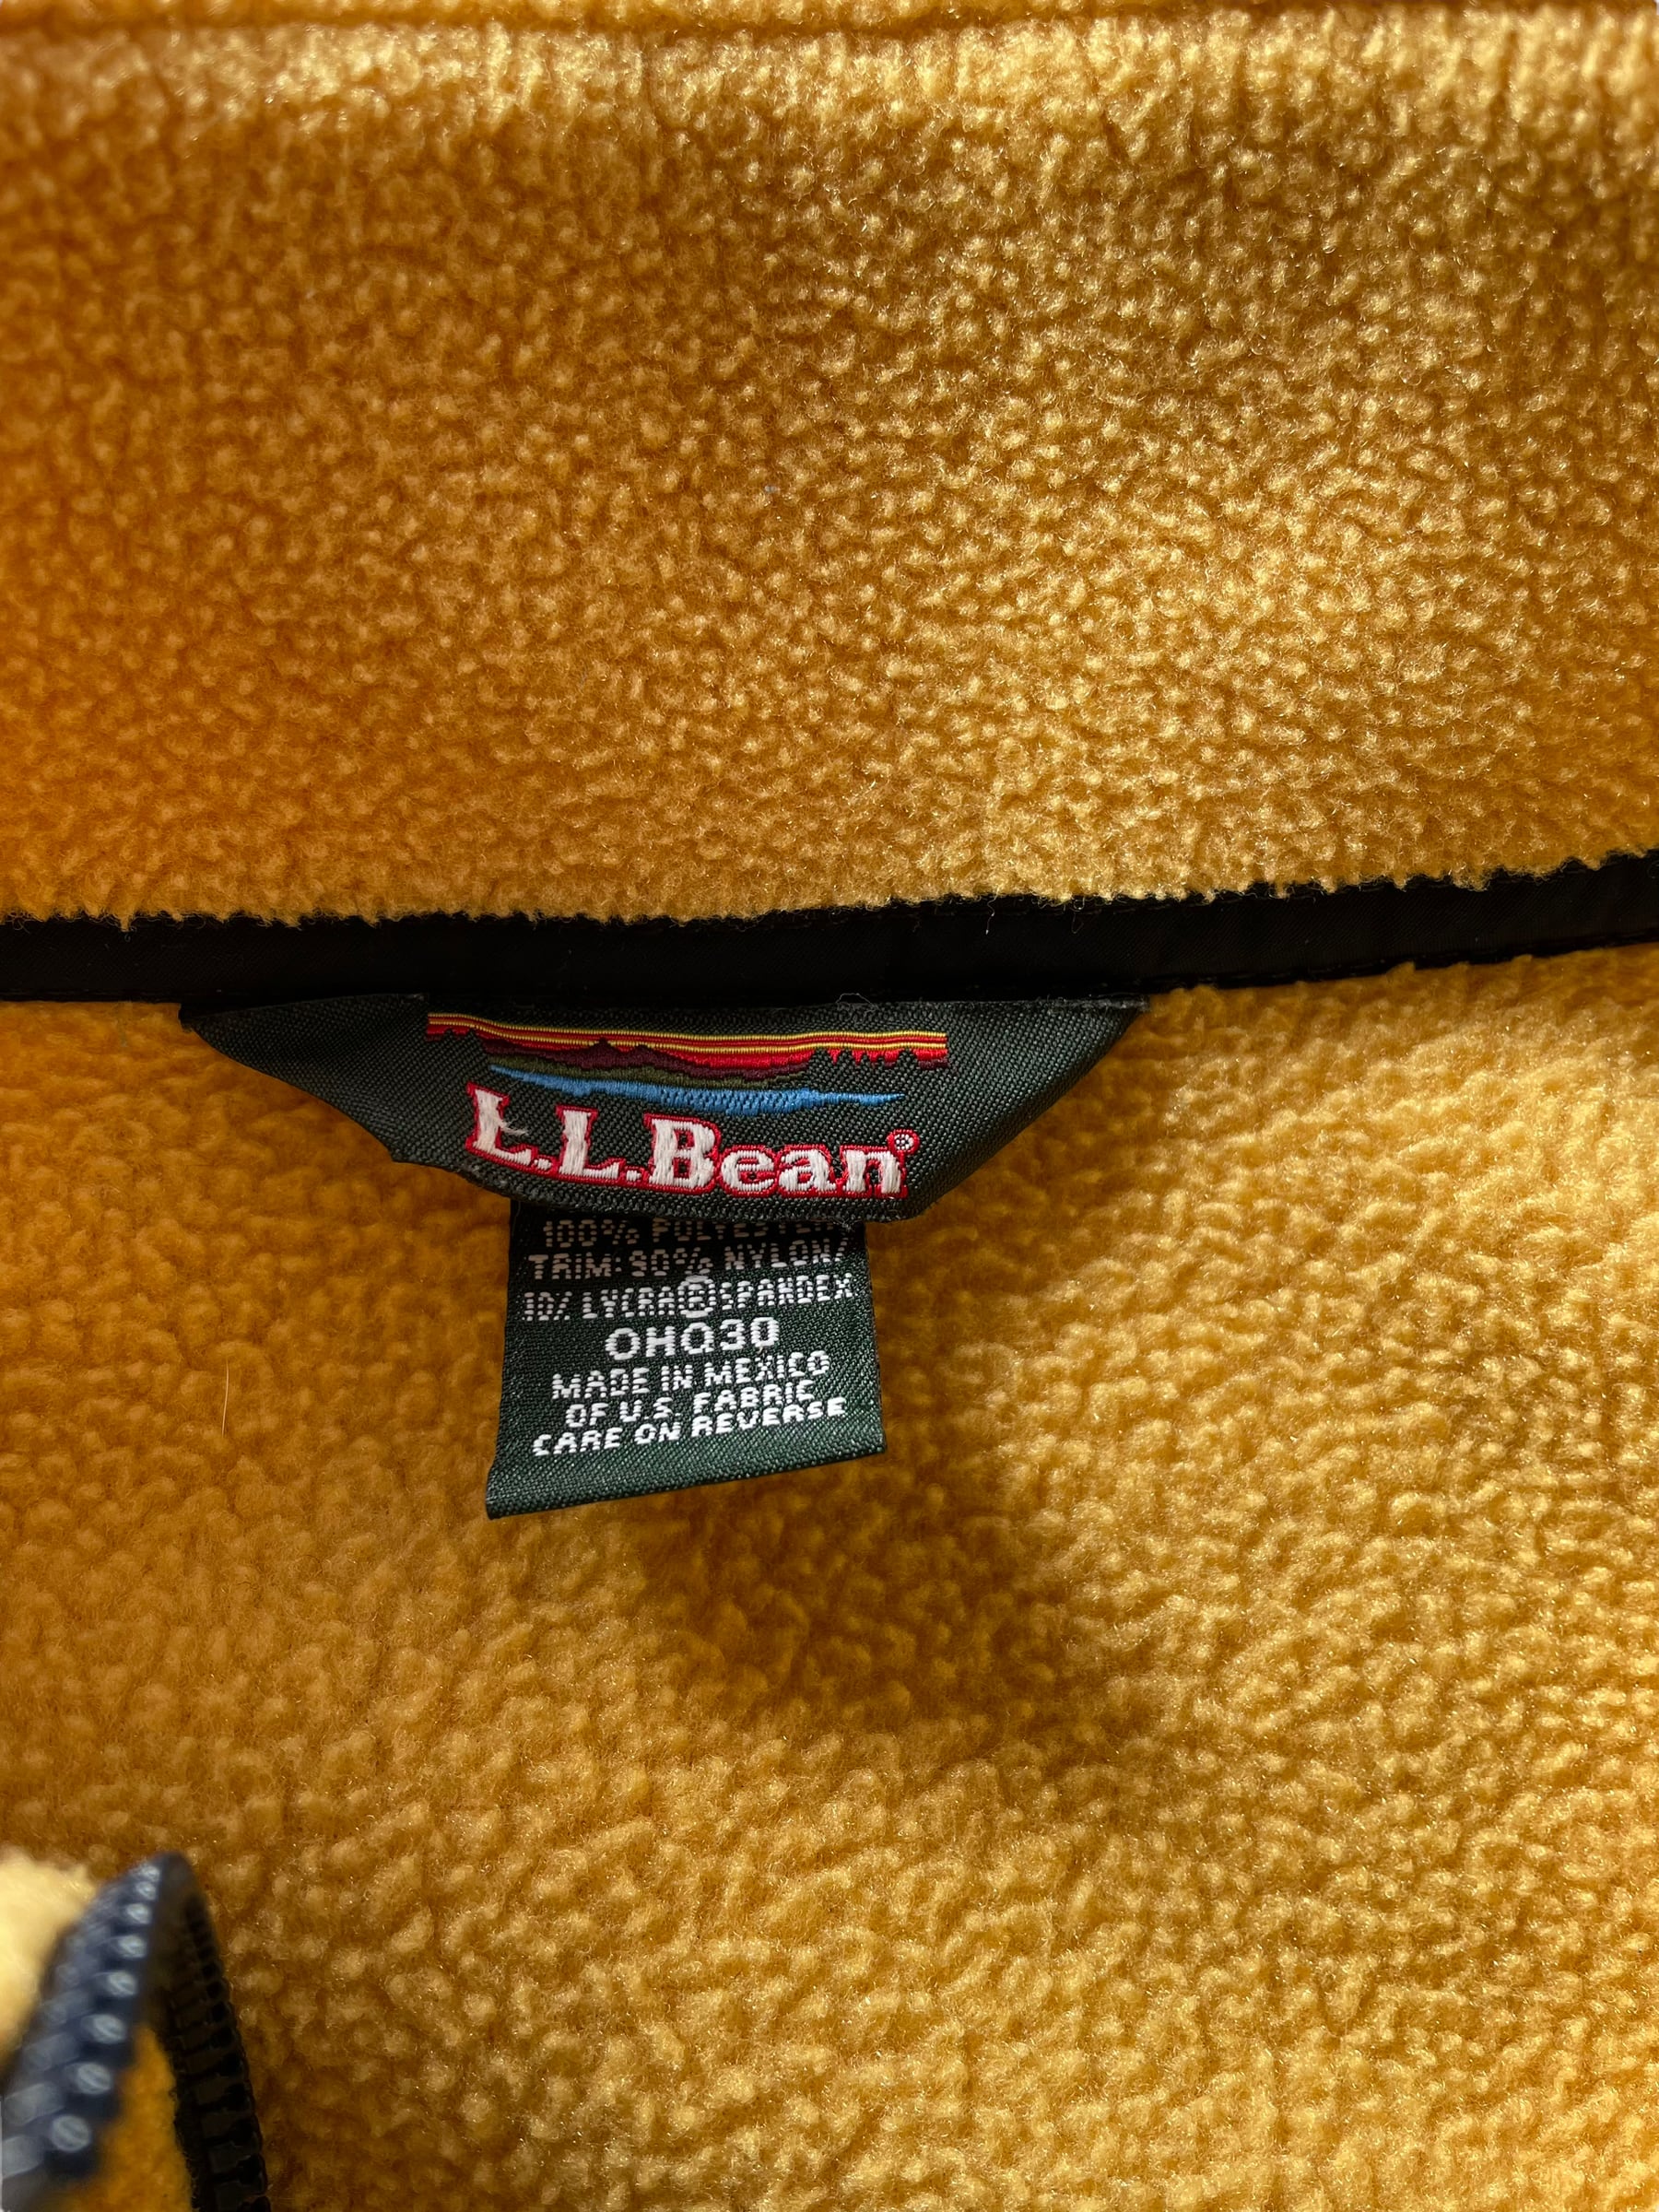 L.L.Bean®
100% POLYESTER
TRIM: 90% NYLON/
10% LYCRA® SPANDEX
OHQ30
MADE IN MEXICO
OF U.S. FABRIC
CARE ON REVERSE